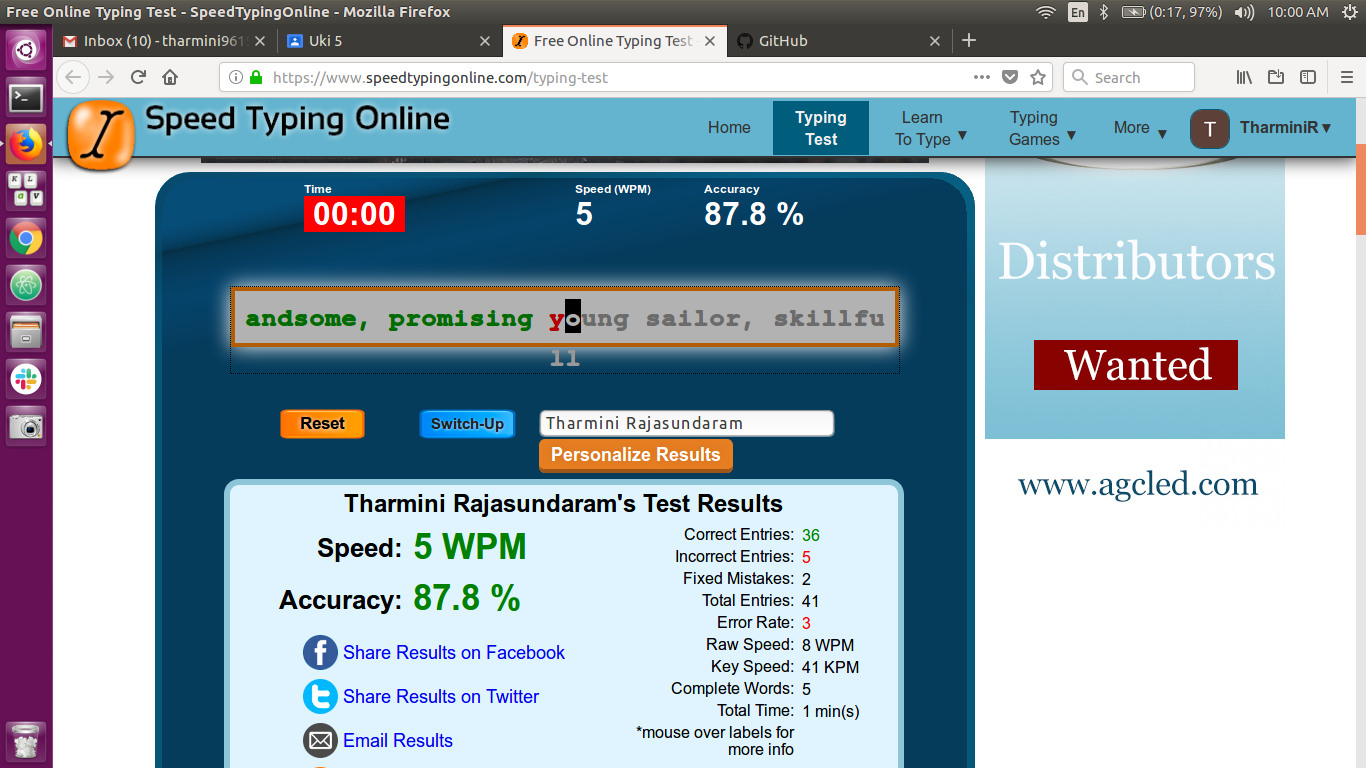 Free Online Typing Test - SpeedTypingOnline - Mozilla Firefox
En
(0:17, 97%)
10:00 AM
Inbox (10) - tharmini961
Uki 5
Free Online Typing Test
GitHub
https://www.speedtypingonline.com/typing-test
Search
Speed Typing Online
Home
Typing
Test
Learn
To Type ▼
Typing
Games ▼
More ▼
T
TharminiR ▾
Time
Speed (WPM)
Accuracy
00:00
5
87.8 %
andsome, promising young sailor, skillfu
ll
Reset
Switch-Up
Tharmini Rajasundaram
Personalize Results
Tharmini Rajasundaram's Test Results
Speed: 5 WPM
Accuracy: 87.8 %
Share Results on Facebook
Share Results on Twitter
Email Results
Correct Entries: 36
Incorrect Entries: 5
Fixed Mistakes: 2
Total Entries: 41
Error Rate: 3
Raw Speed: 8 WPM
Key Speed: 41 KPM
Complete Words: 5
Total Time: 1 min(s)
*mouse over labels for
more info
Distributors
Wanted
www.agcled.com